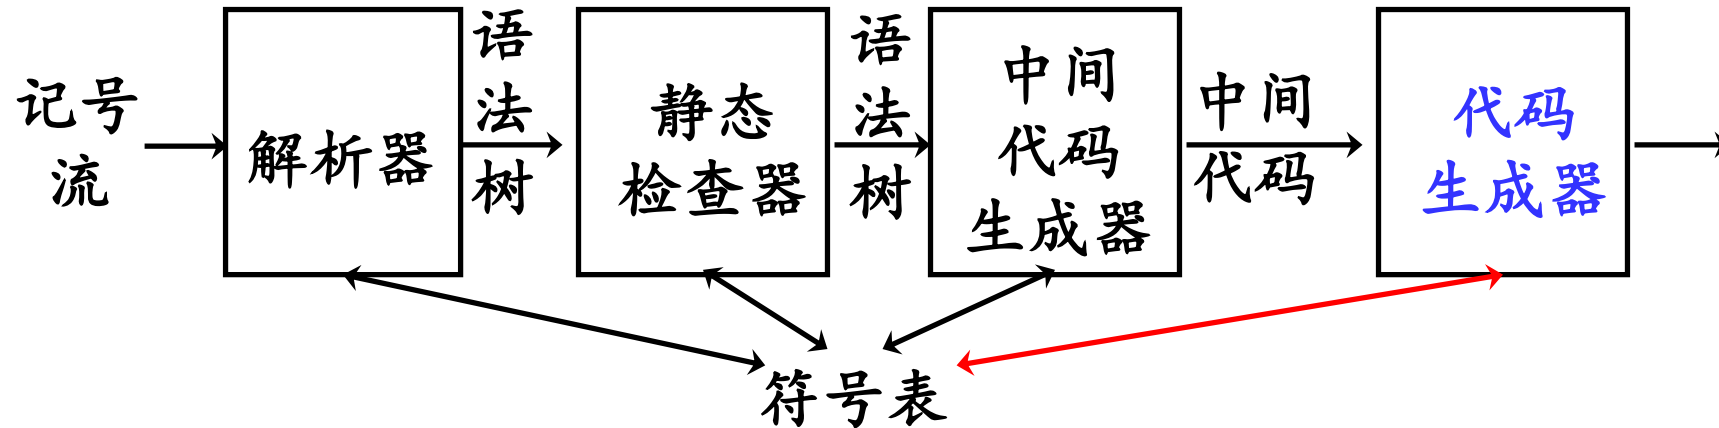 记号
流
解析器
语
法
树
静态
检查器
语
法
树
中间
代码
生成器
中间
代码
代码
生成器
符号表